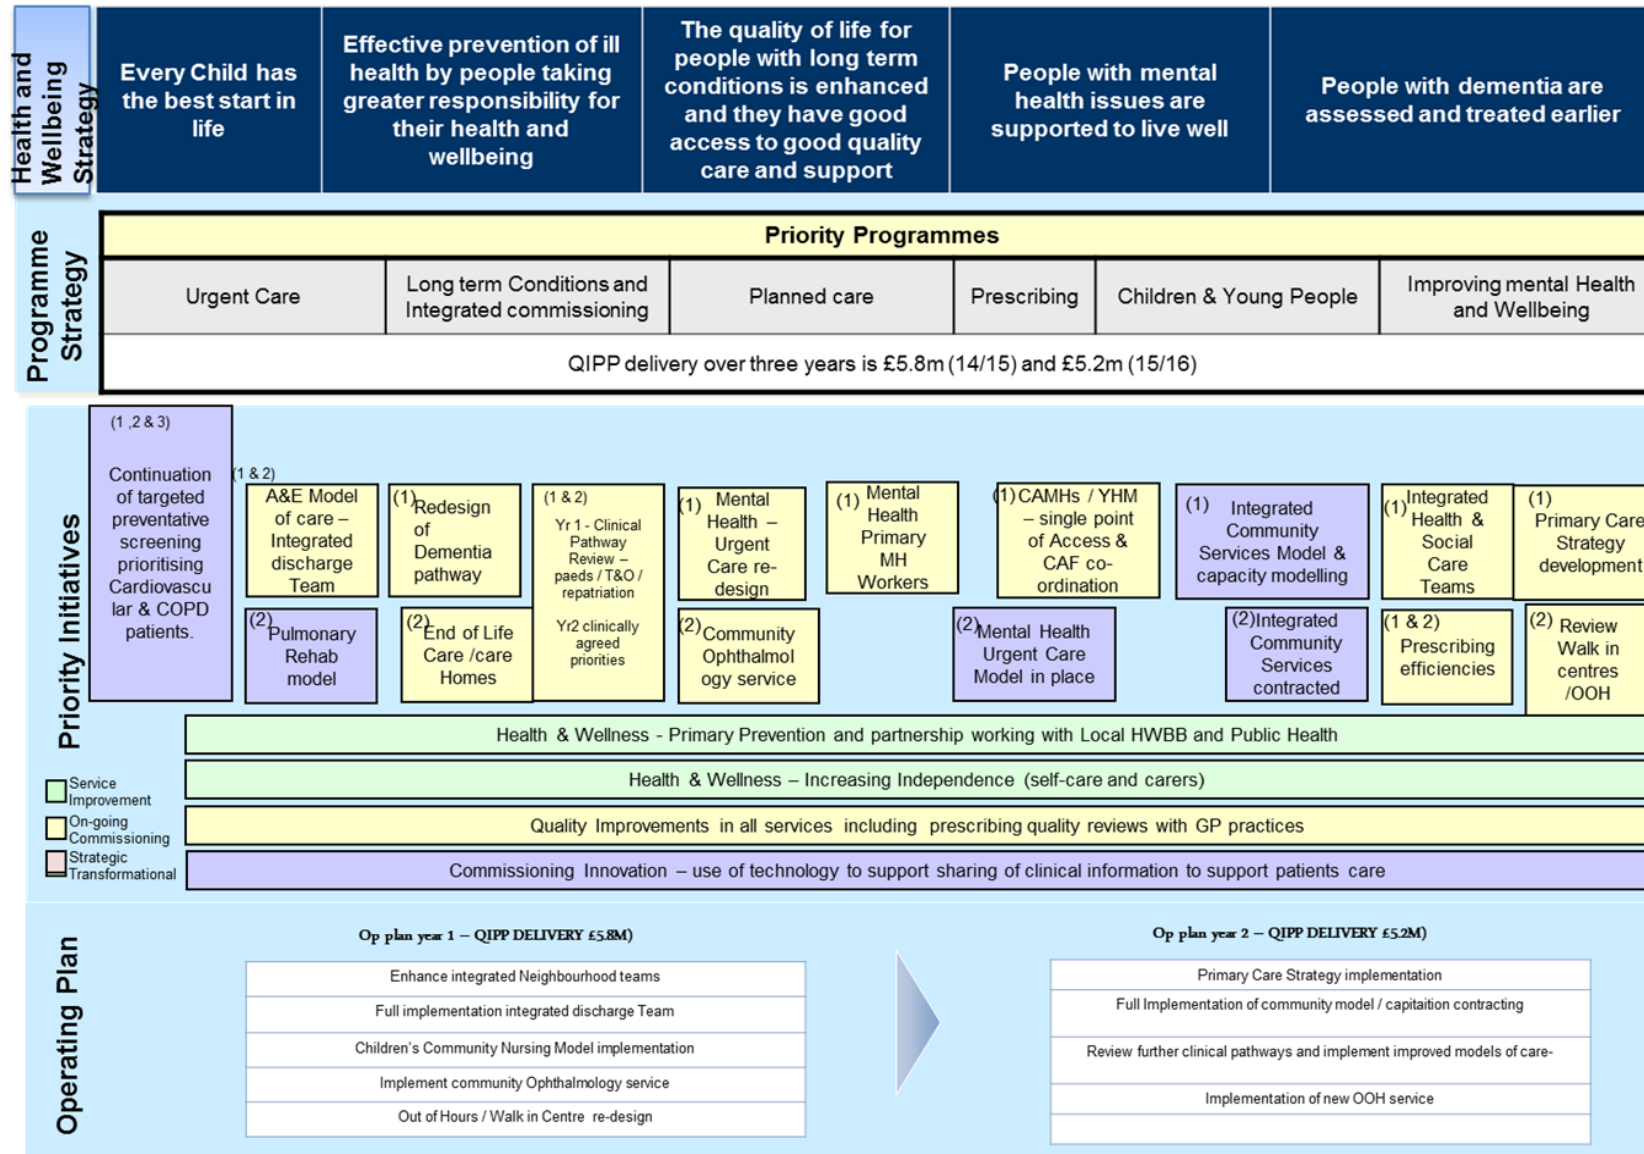 Health and
Wellbeing
Strategy
Every Child has
the best start in
life
Effective prevention of ill
health by people taking
greater responsibility for
their health and
wellbeing
The quality of life for
people with long term
conditions is enhanced
and they have good
access to good quality
care and support
People with mental
health issues are
supported to live well
People with dementia are
assessed and treated earlier
Programme
Strategy
Priority Programmes
Urgent Care
Long term Conditions and
Integrated commissioning
Planned care
Prescribing
Children & Young People
Improving mental Health
and Wellbeing
QIPP delivery over three years is £5.8m (14/15) and £5.2m (15/16)
Priority Initiatives
(1 ,2 & 3)
Continuation
of targeted
preventative
screening
prioritising
Cardiovascu
lar & COPD
patients.
(1 & 2)
A&E Model
of care –
Integrated
discharge
Team
(1)
Redesign
of
Dementia
pathway
(1 & 2)
Yr 1 - Clinical
Pathway
Review –
paeds / T&O /
repatriation
Yr2 clinically
agreed
priorities
(1)
Mental
Health –
Urgent
Care re-
design
(1)
Mental
Health
Primary
MH
Workers
(1)
CAMHs / YHM
– single point
of Access &
CAF co-
ordination
(1)
Integrated
Community
Services Model &
capacity modelling
(1)
Integrated
Health &
Social
Care
Teams
(1)
Primary Care
Strategy
development
(2)
Pulmonary
Rehab
model
(2)
End of Life
Care /care
Homes
(2)
Community
Ophthalmol
ogy service
(2)
Mental Health
Urgent Care
Model in place
(2)
Integrated
Community
Services
contracted
(1 & 2)
Prescribing
efficiencies
(2)
Review
Walk in
centres
/OOH
Health & Wellness - Primary Prevention and partnership working with Local HWBB and Public Health
Health & Wellness – Increasing Independence (self-care and carers)
Quality Improvements in all services including prescribing quality reviews with GP practices
Commissioning Innovation – use of technology to support sharing of clinical information to support patients care
Service
Improvement
On-going
Commissioning
Strategic
Transformational
Operating Plan
Op plan year 1 – QIPP DELIVERY £5.8M)
Enhance integrated Neighbourhood teams
Full implementation integrated discharge Team
Children's Community Nursing Model implementation
Implement community Ophthalmology service
Out of Hours / Walk in Centre re-design
Op plan year 2 – QIPP DELIVERY £5.2M)
Primary Care Strategy implementation
Full Implementation of community model / capitaition contracting
Review further clinical pathways and implement improved models of care-
Implementation of new OOH service